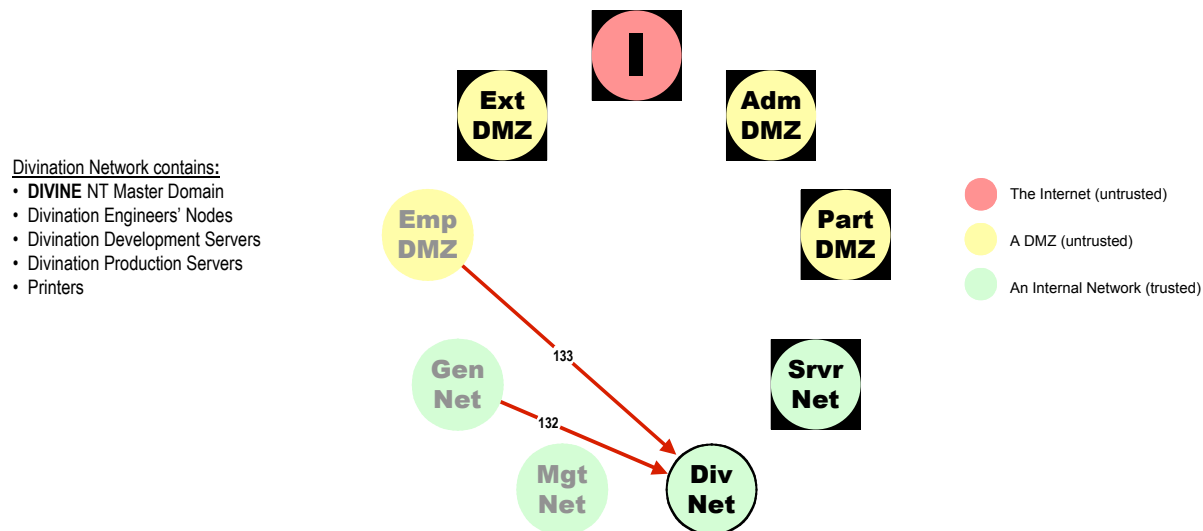 I
Ext
DMZ
Adm
DMZ
Divination Network contains:
• DIVINE NT Master Domain
• Divination Engineers' Nodes
• Divination Development Servers
• Divination Production Servers
• Printers
Emp
DMZ
Part
DMZ
The Internet (untrusted)
A DMZ (untrusted)
An Internal Network (trusted)
133
Gen
Net
132
Srvr
Net
Mgt
Net
Div
Net